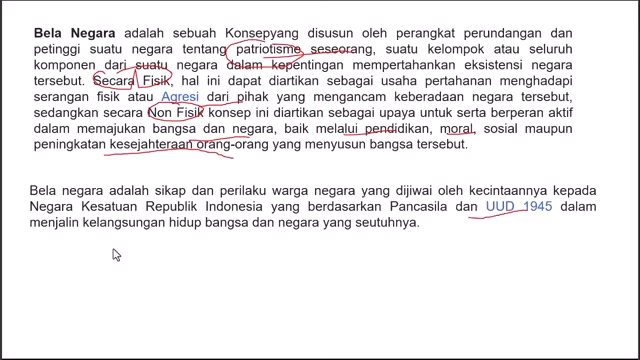 Bela Negara adalah sebuah Konsepyang disusun oleh perangkat perundangan dan
petinggi suatu negara tentang patriotisme seseorang, suatu kelompok atau seluruh
komponen dari suatu negara dalam kepentingan mempertahankan eksistensi negara
tersebut. Secara Fisik, hal ini dapat diartikan sebagai usaha pertahanan menghadapi
serangan fisik atau Agresi dari pihak yang mengancam keberadaan negara tersebut,
sedangkan secara Non Fisik konsep ini diartikan sebagai upaya untuk serta berperan aktif
dalam memajukan bangsa dan negara, baik melalui pendidikan, moral, sosial maupun
peningkatan kesejahteraan orang-orang yang menyusun bangsa tersebut.
Bela negara adalah sikap dan perilaku warga negara yang dijiwai oleh kecintaannya kepada
Negara Kesatuan Republik Indonesia yang berdasarkan Pancasila dan UUD 1945 dalam
menjalin kelangsungan hidup bangsa dan negara yang seutuhnya.